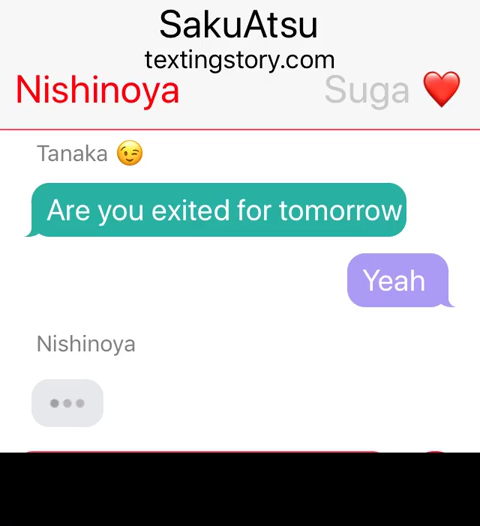 SakuAtsu
textingstory.com
Nishinoya Suga ❤️
Tanaka 😉
Are you exited for tomorrow
Yeah
Nishinoya